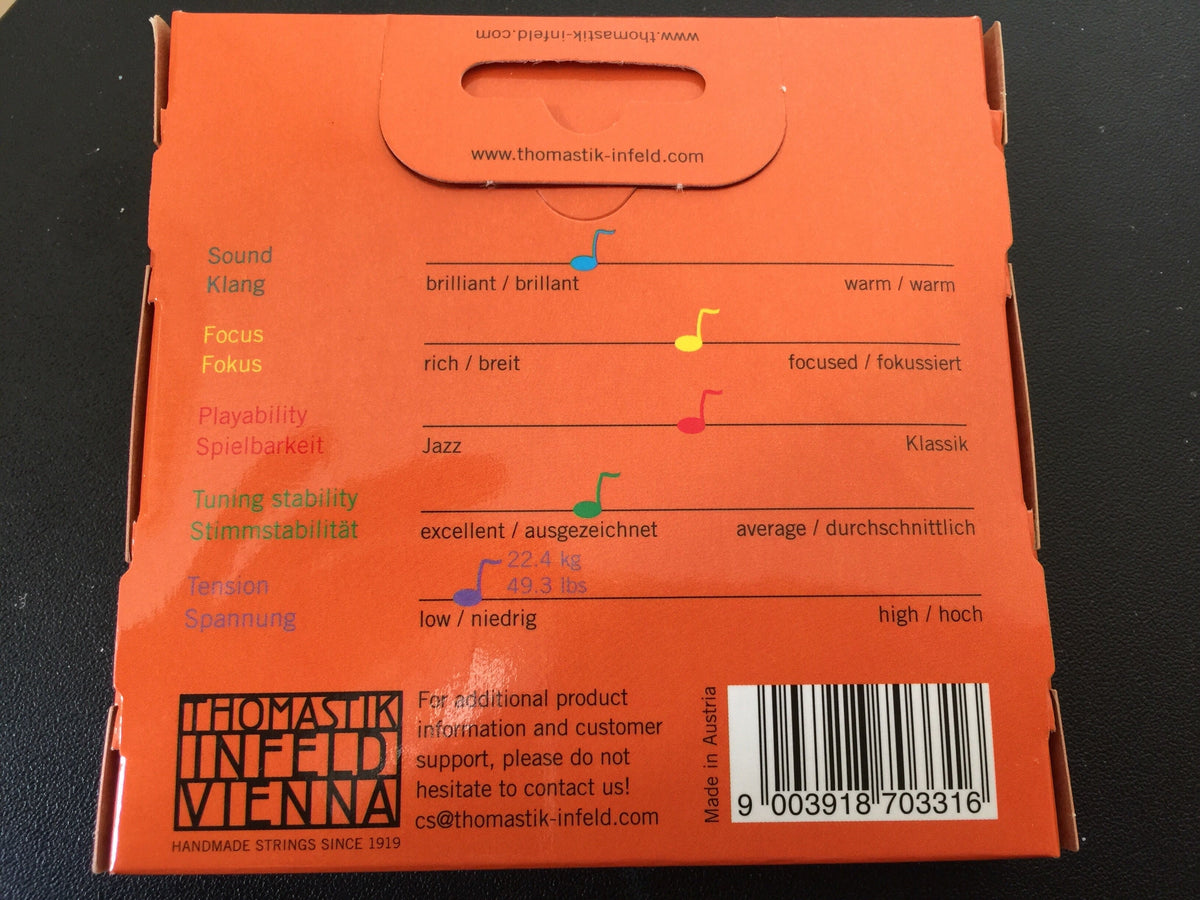 www.thomastik-infeld.com
www.thomastik-infeld.com
Sound
Klang
brilliant / brillant warm / warm
Focus
Fokus
rich / breit focused / fokussiert
Playability
Spielbarkeit
Jazz Klassik
Tuning stability
Stimmstabilität
excellent / ausgezeichnet average / durchschnittlich
Tension
Spannung
22.4 kg
49.3 lbs
low / niedrig high / hoch
THOMASTIK
INFELD
VIENNA
HANDMADE STRINGS SINCE 1919
For additional product
information and customer
support, please do not
hesitate to contact us!
cs@thomastik-infeld.com
Made in Austria
9 003918 703316